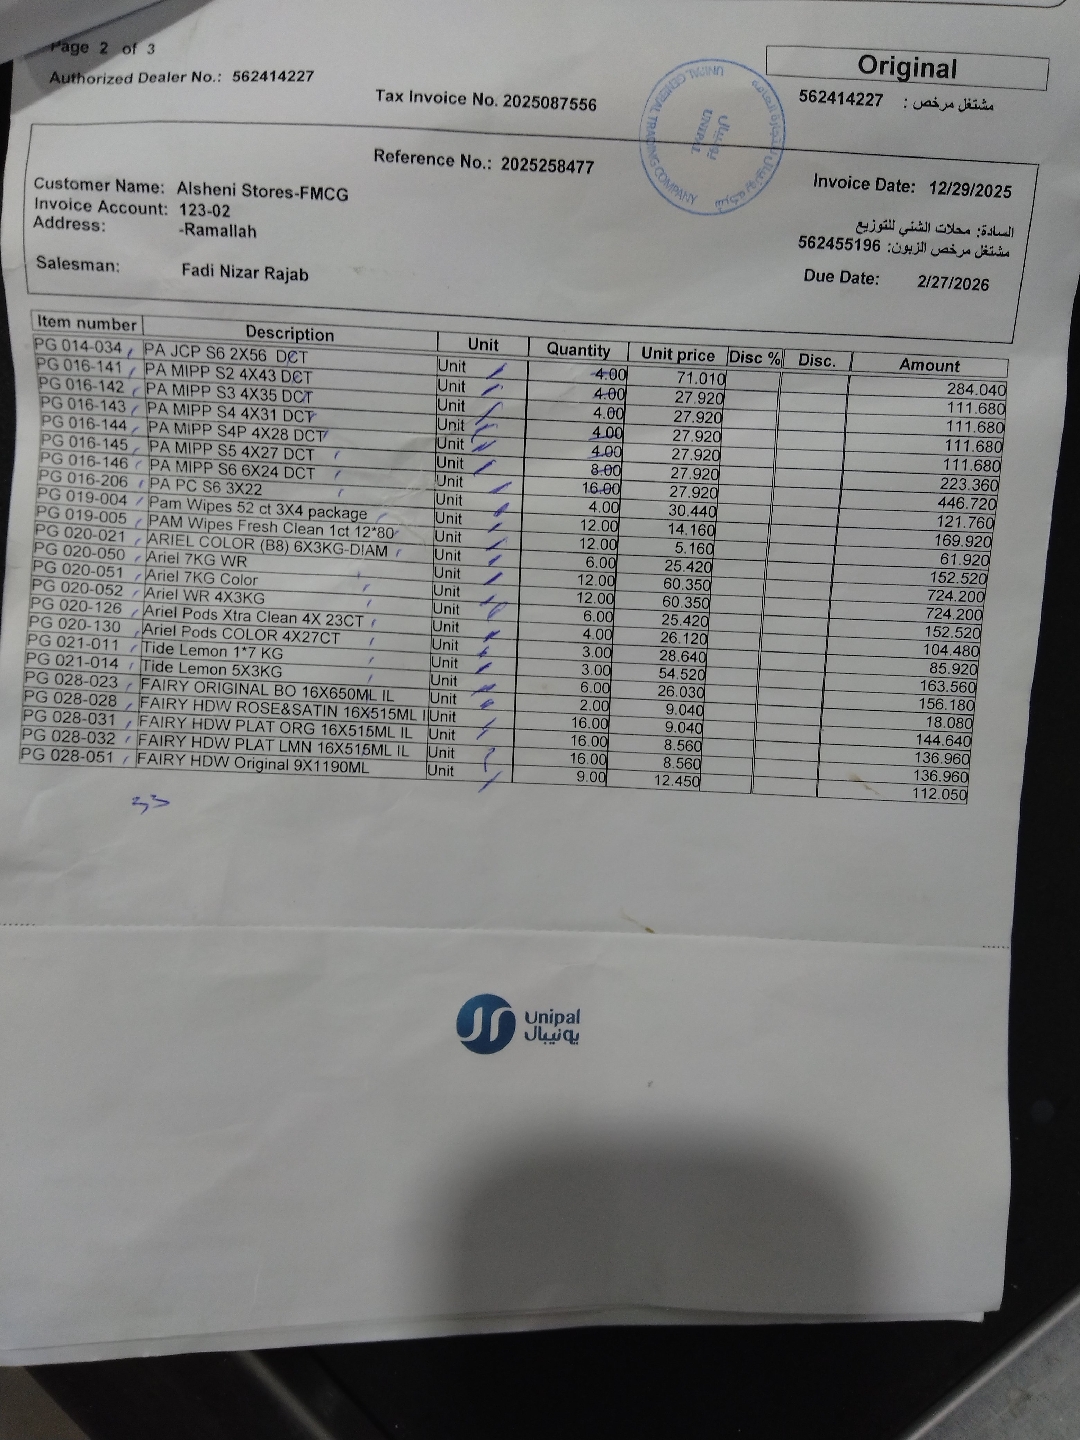 Page 2 of 3
Authorized Dealer No.: 562414227
Tax Invoice No. 2025087556
Original
562414227 : مشتغل مرخص
UNIPAL GENERAL TRADING COMPANY
UNIPAL
يونيبال
Reference No.: 2025258477
Customer Name: Alsheni Stores-FMCG
Invoice Account: 123-02
Address: -Ramallah
Salesman: Fadi Nizar Rajab
Invoice Date: 12/29/2025
السادة: محلات الشني للتوزيع
مشتغل مرخص الزبون: 562455196
Due Date: 2/27/2026
Item number Description Unit Quantity Unit price Disc % Disc. Amount
PG 014-034 PA JCP S6 2X56 DCT Unit 4.00 71.010 284.040
PG 016-141 PA MIPP S2 4X43 DCT Unit 4.00 27.920 111.680
PG 016-142 PA MIPP S3 4X35 DCT Unit 4.00 27.920 111.680
PG 016-143 PA MIPP S4 4X31 DCT Unit 4.00 27.920 111.680
PG 016-144 PA MIPP S4P 4X28 DCT Unit 4.00 27.920 111.680
PG 016-145 PA MIPP S5 4X27 DCT Unit 8.00 27.920 223.360
PG 016-146 PA MIPP S6 6X24 DCT Unit 16.00 27.920 446.720
PG 016-206 PA PC S6 3X22 Unit 4.00 30.440 121.760
PG 019-004 Pam Wipes 52 ct 3X4 package Unit 12.00 14.160 169.920
PG 019-005 PAM Wipes Fresh Clean 1ct 12*80 Unit 12.00 5.160 61.920
PG 020-021 ARIEL COLOR (B8) 6X3KG-DIAM Unit 6.00 25.420 152.520
PG 020-050 Ariel 7KG WR Unit 12.00 60.350 724.200
PG 020-051 Ariel 7KG Color Unit 12.00 60.350 724.200
PG 020-052 Ariel WR 4X3KG Unit 6.00 25.420 152.520
PG 020-126 Ariel Pods Xtra Clean 4X 23CT Unit 4.00 26.120 104.480
PG 020-130 Ariel Pods COLOR 4X27CT Unit 3.00 28.640 85.920
PG 021-011 Tide Lemon 1*7 KG Unit 3.00 54.520 163.560
PG 021-014 Tide Lemon 5X3KG Unit 6.00 26.030 156.180
PG 028-023 FAIRY ORIGINAL BO 16X650ML IL Unit 2.00 9.040 18.080
PG 028-028 FAIRY HDW ROSE&SATIN 16X515ML I Unit 16.00 9.040 144.640
PG 028-031 FAIRY HDW PLAT ORG 16X515ML IL Unit 16.00 8.560 136.960
PG 028-032 FAIRY HDW PLAT LMN 16X515ML IL Unit 16.00 8.560 136.960
PG 028-051 FAIRY HDW Original 9X1190ML Unit 9.00 12.450 112.050
Unipal
يونيبال